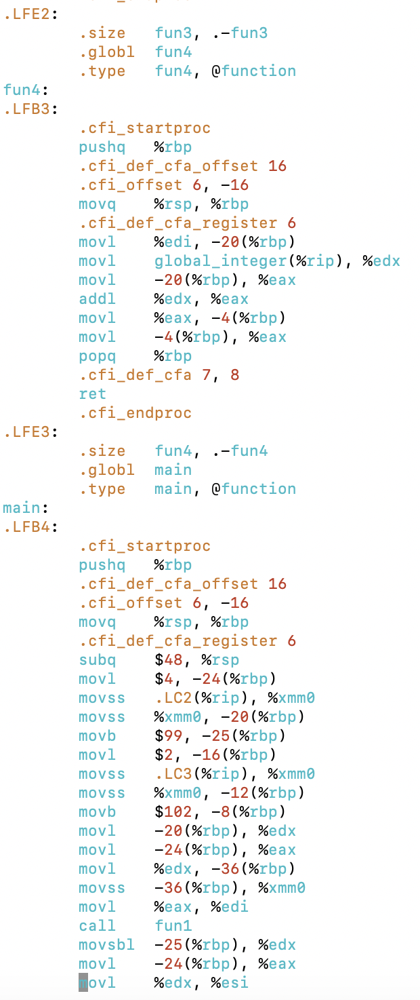 .LFE2:
.size fun3, .-fun3
.globl fun4
.type fun4, @function
fun4:
.LFB3:
.cfi_startproc
pushq %rbp
.cfi_def_cfa_offset 16
.cfi_offset 6, -16
movq %rsp, %rbp
.cfi_def_cfa_register 6
movl %edi, -20(%rbp)
movl global_integer(%rip), %edx
movl -20(%rbp), %eax
addl %edx, %eax
movl %eax, -4(%rbp)
movl -4(%rbp), %eax
popq %rbp
.cfi_def_cfa 7, 8
ret
.cfi_endproc
.LFE3:
.size fun4, .-fun4
.globl main
.type main, @function
main:
.LFB4:
.cfi_startproc
pushq %rbp
.cfi_def_cfa_offset 16
.cfi_offset 6, -16
movq %rsp, %rbp
.cfi_def_cfa_register 6
subq $48, %rsp
movl $4, -24(%rbp)
movss .LC2(%rip), %xmm0
movss %xmm0, -20(%rbp)
movb $99, -25(%rbp)
movl $2, -16(%rbp)
movss .LC3(%rip), %xmm0
movss %xmm0, -12(%rbp)
movb $102, -8(%rbp)
movl -20(%rbp), %edx
movl -24(%rbp), %eax
movl %edx, -36(%rbp)
movss -36(%rbp), %xmm0
movl %eax, %edi
call fun1
movsbl -25(%rbp), %edx
movl -24(%rbp), %eax
movl %edx, %esi